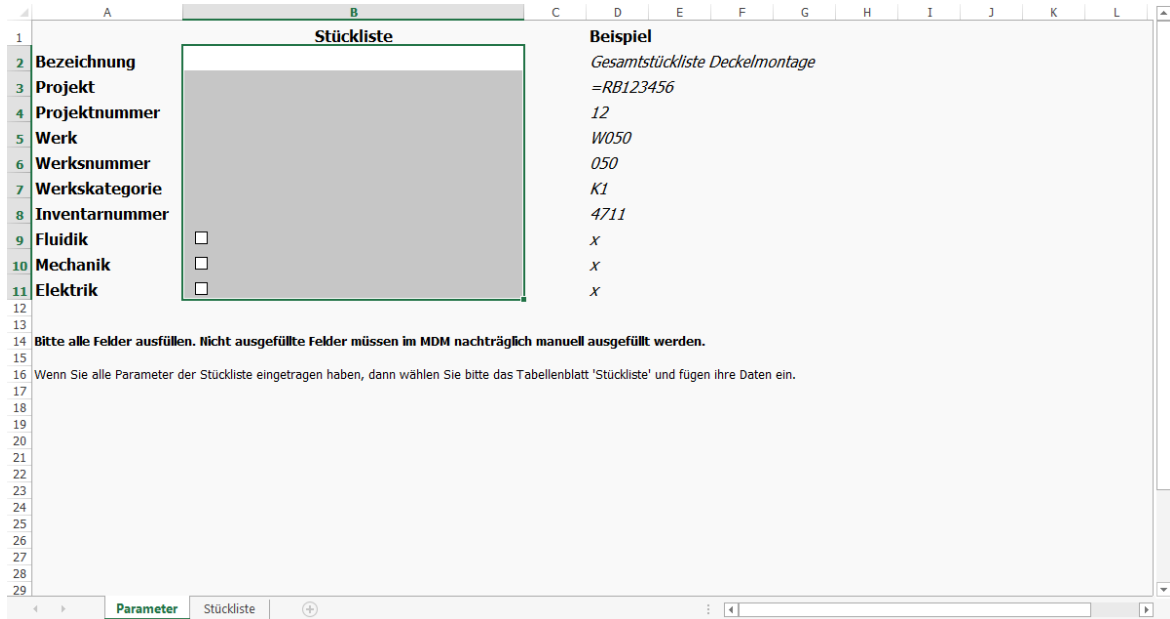 A B C D E F G H I J K L
1 Stückliste Beispiel
2 Bezeichnung Gesamtstückliste Deckelmontage
3 Projekt =RB123456
4 Projektnummer 12
5 Werk W050
6 Werksnummer 050
7 Werkskategorie K1
8 Inventarnummer 4711
9 Fluidik x
10 Mechanik x
11 Elektrik x
12
13
14 Bitte alle Felder ausfüllen. Nicht ausgefüllte Felder müssen im MDM nachträglich manuell ausgefüllt werden.
15
16 Wenn Sie alle Parameter der Stückliste eingetragen haben, dann wählen Sie bitte das Tabellenblatt 'Stückliste' und fügen ihre Daten ein.
17
18
19
20
21
22
23
24
25
26
27
28
29
Parameter Stückliste